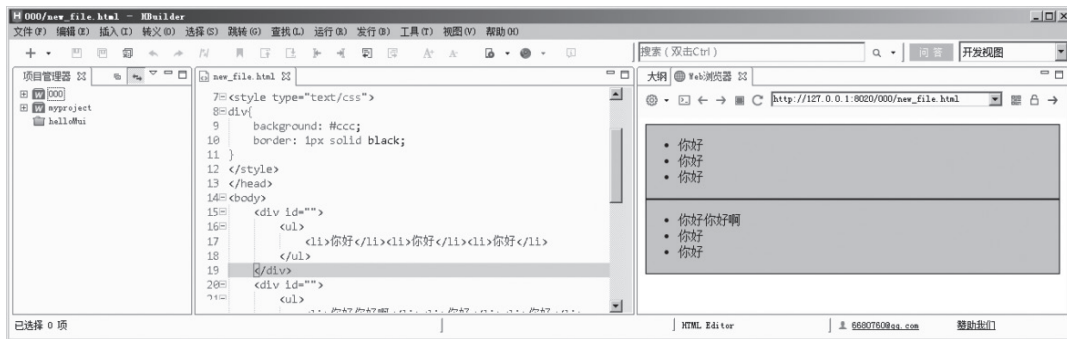 000/new_file.html - HBuilder
文件(F) 编辑(E) 插入(I) 转义(O) 选择(S) 跳转(G) 查找(L) 运行(R) 发行(B) 工具(T) 视图(V) 帮助(H)
搜索（双击Ctrl） 问答 开发视图
项目管理器
new_file.html
大纲 Web浏览器
000
myproject
helloMui
http://127.0.0.1:8020/000/new_file.html
7 <style type="text/css">
8 div{
9 background: #ccc;
10 border: 1px solid black;
11 }
12 </style>
13 </head>
14 <body>
15 <div id="">
16 <ul>
17 <li>你好</li><li>你好</li><li>你好</li>
18 </ul>
19 </div>
20 <div id="">
21 <ul>
• 你好
• 你好
• 你好
• 你好你好啊
• 你好
• 你好
已选择 0 项
HTML Editor
6680760@qq.com
赞助我们